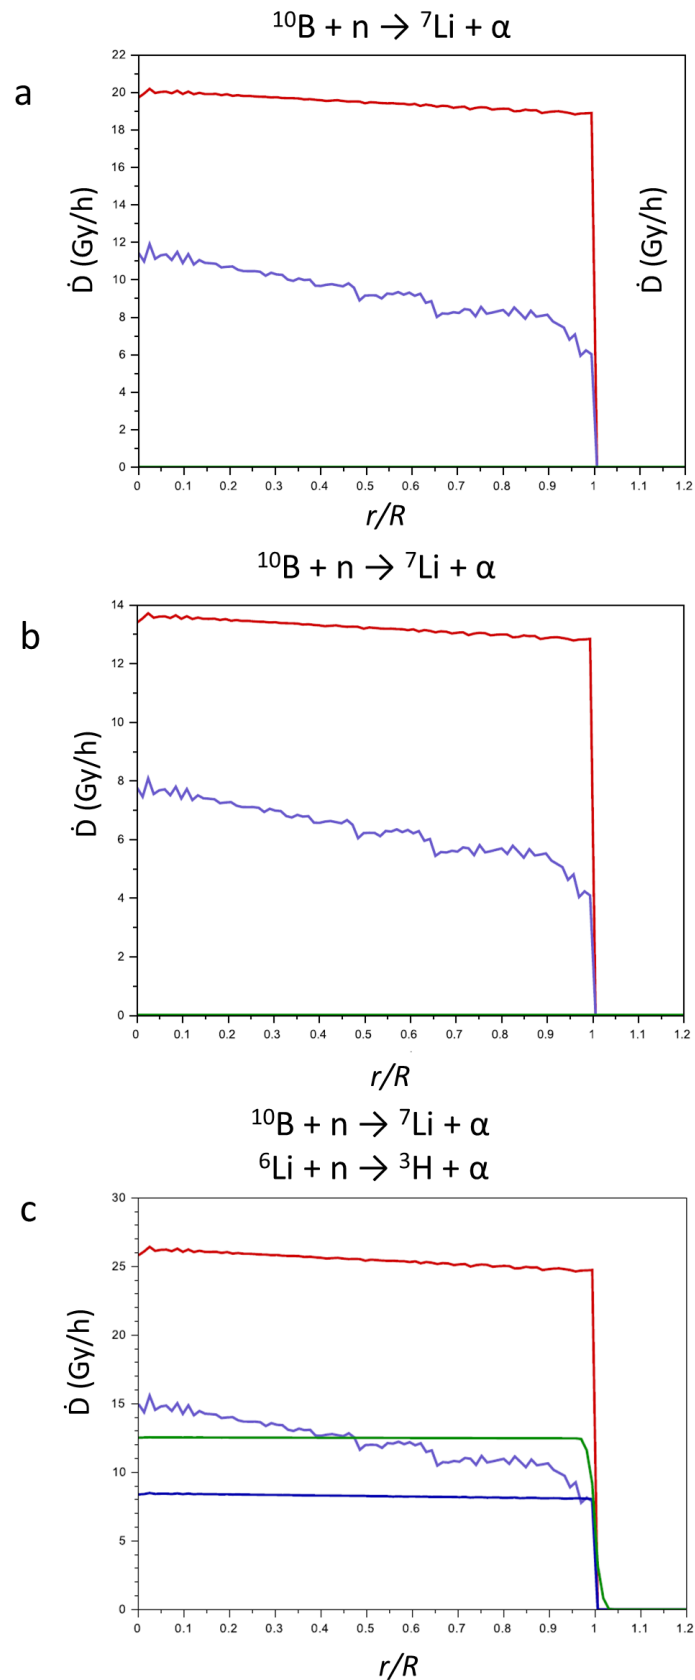 ¹⁰B + n → ⁷Li + α
a
22
20
18
16
14
12
10
8
6
4
2
0
Ḋ (Gy/h)
Ḋ (Gy/h)
0 0.1 0.2 0.3 0.4 0.5 0.6 0.7 0.8 0.9 1 1.1 1.2
r/R
¹⁰B + n → ⁷Li + α
b
14
12
10
8
6
4
2
0
Ḋ (Gy/h)
0 0.1 0.2 0.3 0.4 0.5 0.6 0.7 0.8 0.9 1 1.1 1.2
r/R
¹⁰B + n → ⁷Li + α
⁶Li + n → ³H + α
c
30
25
20
15
10
5
0
Ḋ (Gy/h)
0 0.1 0.2 0.3 0.4 0.5 0.6 0.7 0.8 0.9 1 1.1 1.2
r/R